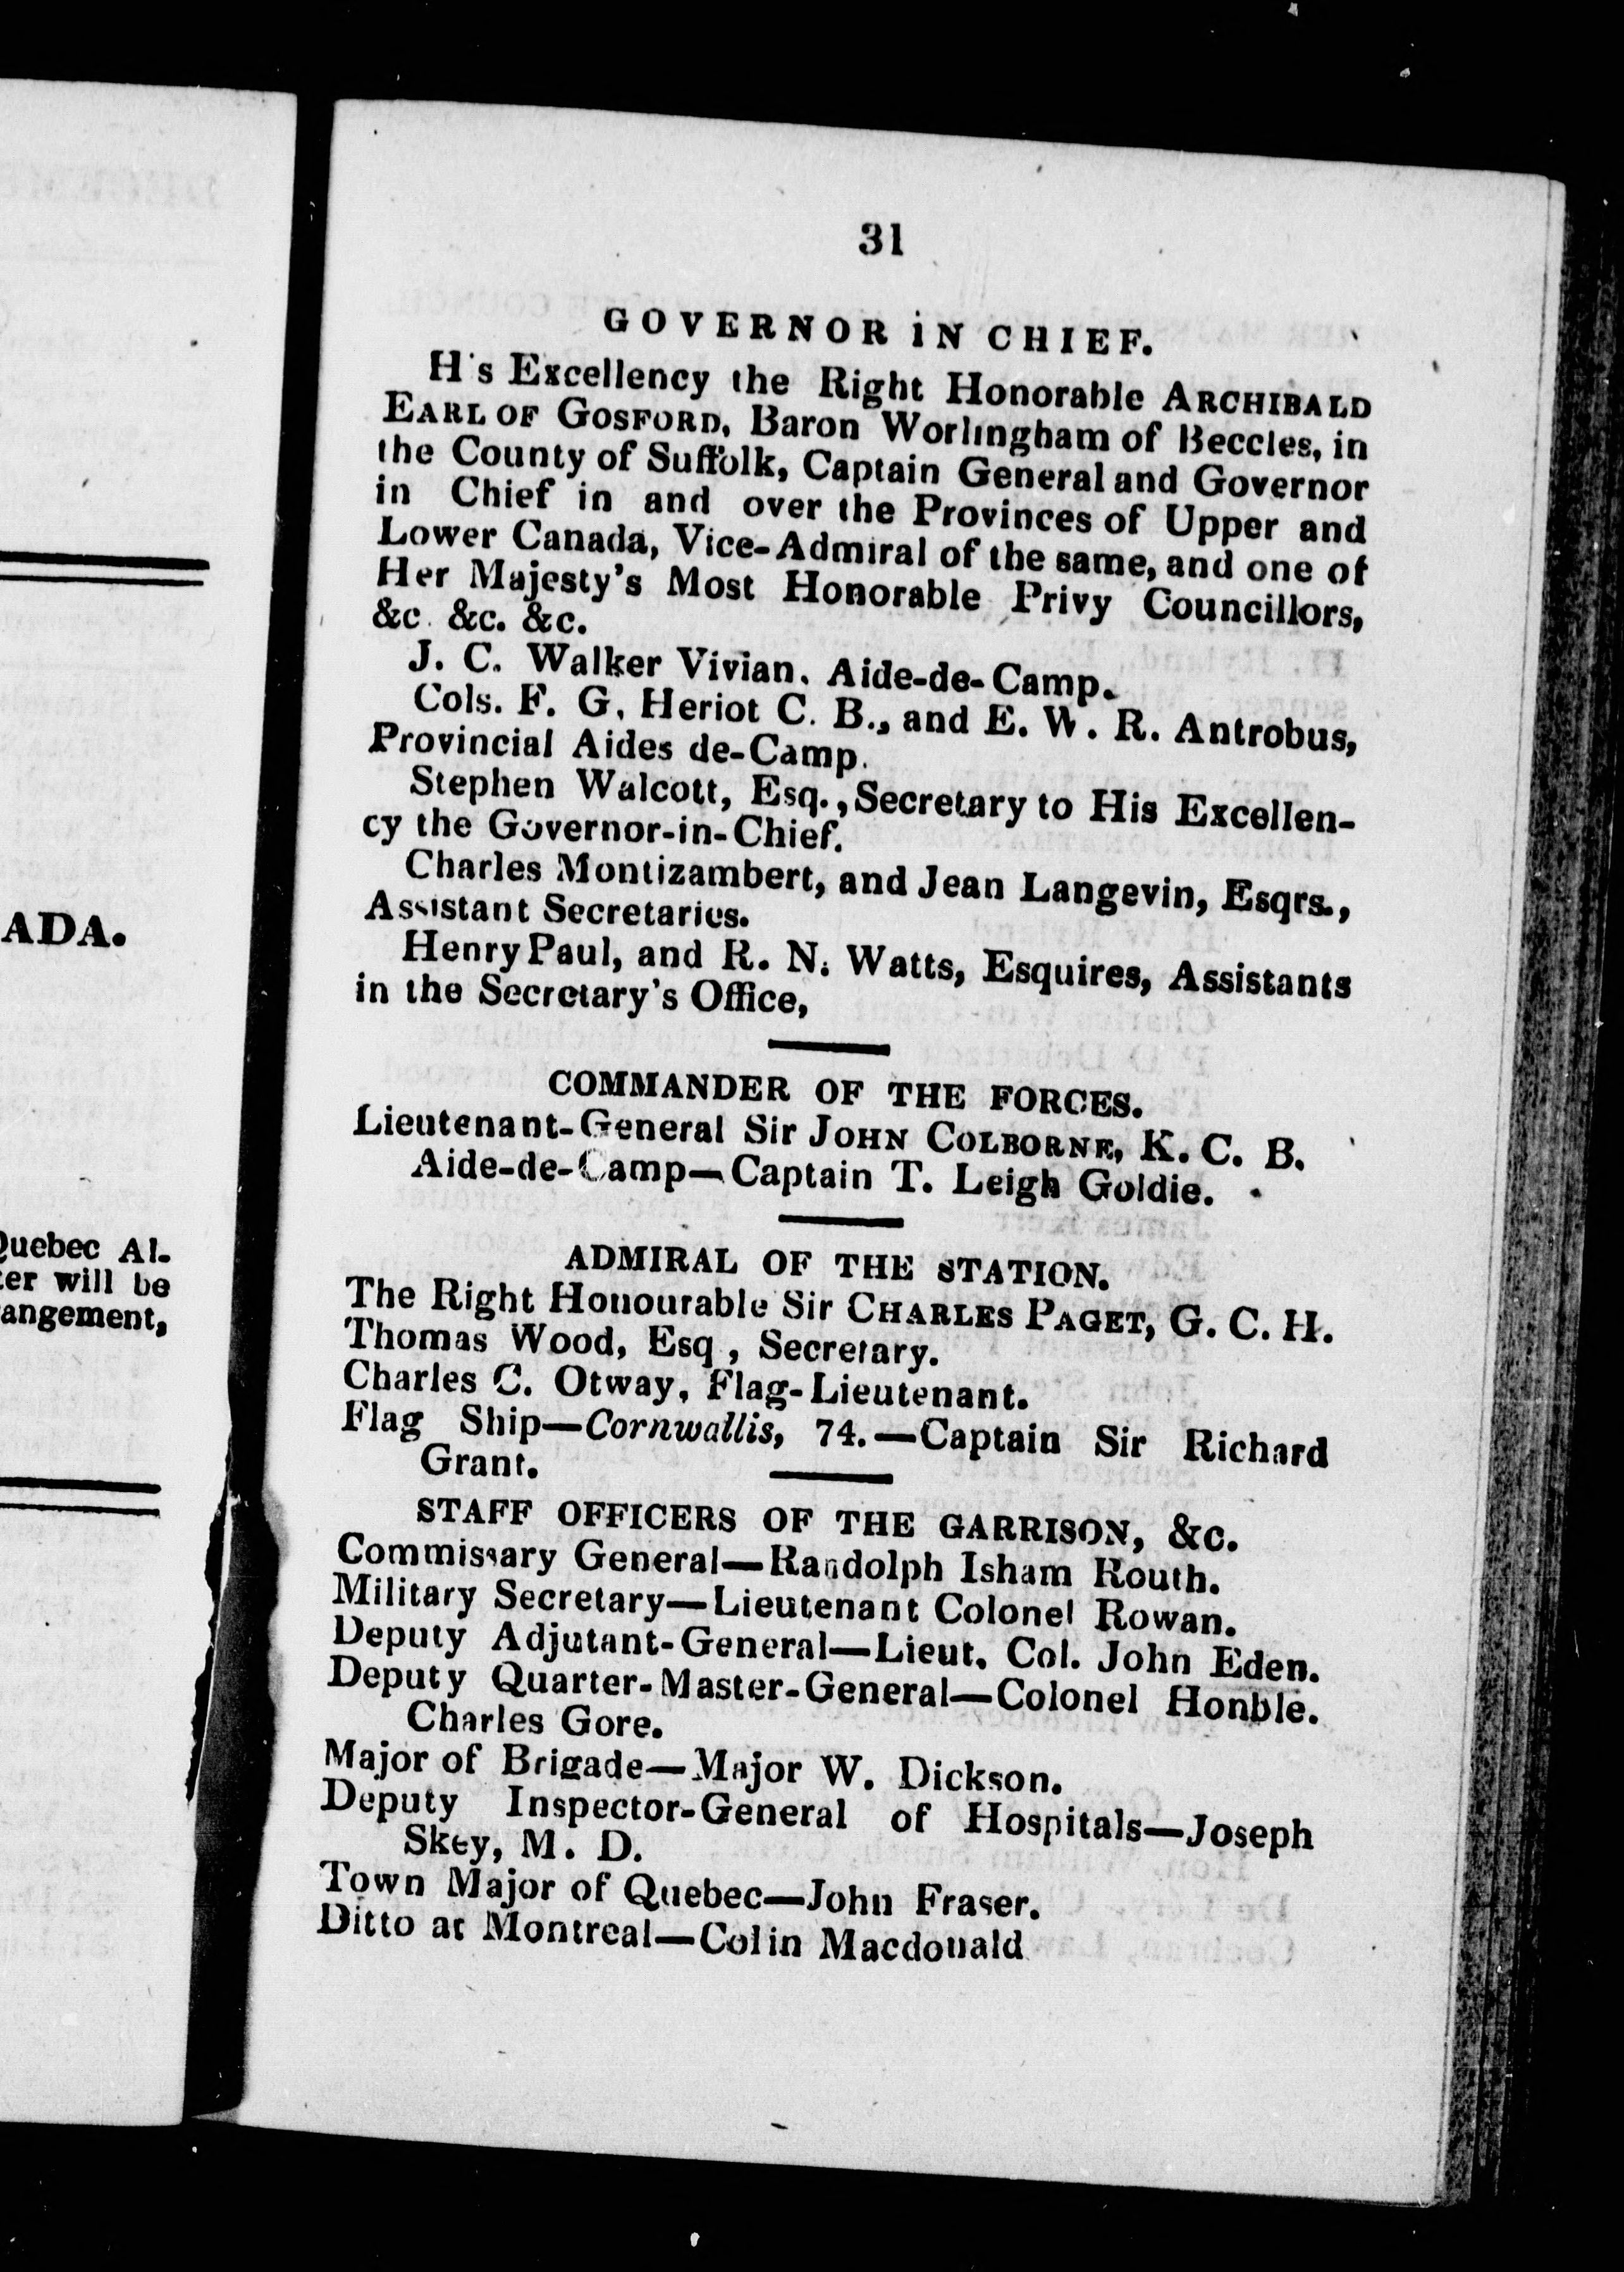 ADA.
Quebec Al-
ter will be
angement,
31
GOVERNOR IN CHIEF.
H's Excellency the Right Honorable ARCHIBALD
EARL OF GOSFORD, Baron Worlingham of Beccles, in
the County of Suffolk, Captain General and Governor
in Chief in and over the Provinces of Upper and
Lower Canada, Vice-Admiral of the same, and one of
Her Majesty's Most Honorable Privy Councillors,
&c. &c. &c.
J. C. Walker Vivian, Aide-de-Camp.
Cols. F. G. Heriot C. B., and E. W. R. Antrobus,
Provincial Aides de-Camp.
Stephen Walcott, Esq., Secretary to His Excellen-
cy the Governor-in-Chief.
Charles Montizambert, and Jean Langevin, Esqrs.,
Assistant Secretaries.
Henry Paul, and R. N. Watts, Esquires, Assistants
in the Secretary's Office,
COMMANDER OF THE FORCES.
Lieutenant-General Sir JOHN COLBORNE, K. C. B.
Aide-de-Camp—Captain T. Leigh Goldie.
ADMIRAL OF THE STATION.
The Right Honourable Sir CHARLES PAGET, G. C. H.
Thomas Wood, Esq , Secretary.
Charles C. Otway, Flag-Lieutenant.
Flag Ship—Cornwallis, 74.—Captain Sir Richard
Grant.
STAFF OFFICERS OF THE GARRISON, &c.
Commissary General—Randolph Isham Routh.
Military Secretary—Lieutenant Colonel Rowan.
Deputy Adjutant-General—Lieut. Col. John Eden.
Deputy Quarter-Master-General—Colonel Honble.
Charles Gore.
Major of Brigade—Major W. Dickson.
Deputy Inspector-General of Hospitals—Joseph
Skey, M. D.
Town Major of Quebec—John Fraser.
Ditto at Montreal—Colin Macdonald